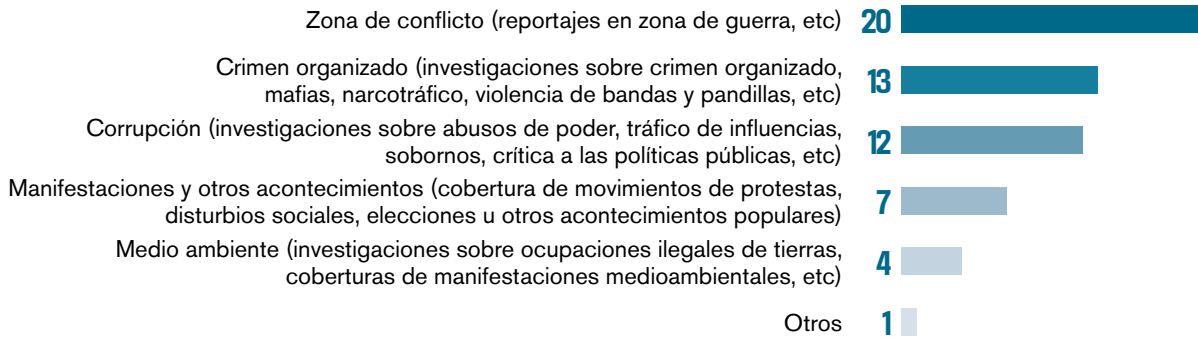 Zona de conflicto (reportajes en zona de guerra, etc) 20
Crimen organizado (investigaciones sobre crimen organizado,
mafias, narcotráfico, violencia de bandas y pandillas, etc) 13
Corrupción (investigaciones sobre abusos de poder, tráfico de influencias,
sobornos, crítica a las políticas públicas, etc) 12
Manifestaciones y otros acontecimientos (cobertura de movimientos de protestas,
disturbios sociales, elecciones u otros acontecimientos populares) 7
Medio ambiente (investigaciones sobre ocupaciones ilegales de tierras,
coberturas de manifestaciones medioambientales, etc) 4
Otros 1